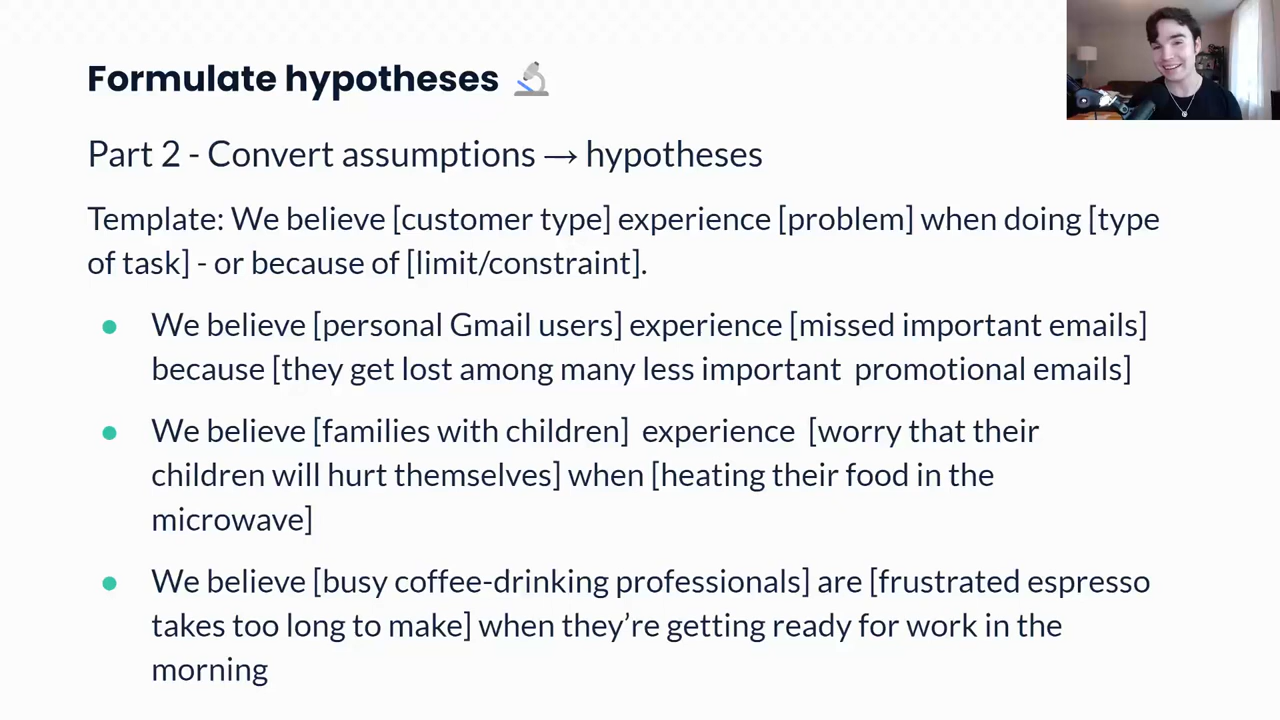 Formulate hypotheses
Part 2 - Convert assumptions → hypotheses
Template: We believe [customer type] experience [problem] when doing [type
of task] - or because of [limit/constraint].
● We believe [personal Gmail users] experience [missed important emails]
because [they get lost among many less important  promotional emails]
● We believe [families with children]  experience  [worry that their
children will hurt themselves] when [heating their food in the
microwave]
● We believe [busy coffee-drinking professionals] are [frustrated espresso
takes too long to make] when they’re getting ready for work in the
morning